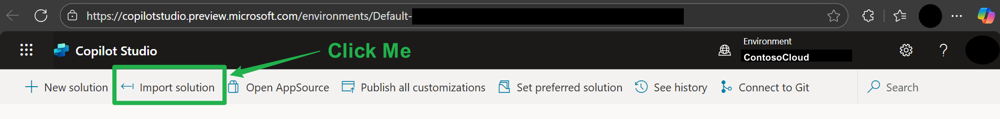 https://copilotstudio.preview.microsoft.com/environments/Default-
Copilot Studio
Click Me
Environment
ContosoCloud
New solution
Import solution
Open AppSource
Publish all customizations
Set preferred solution
See history
Connect to Git
Search